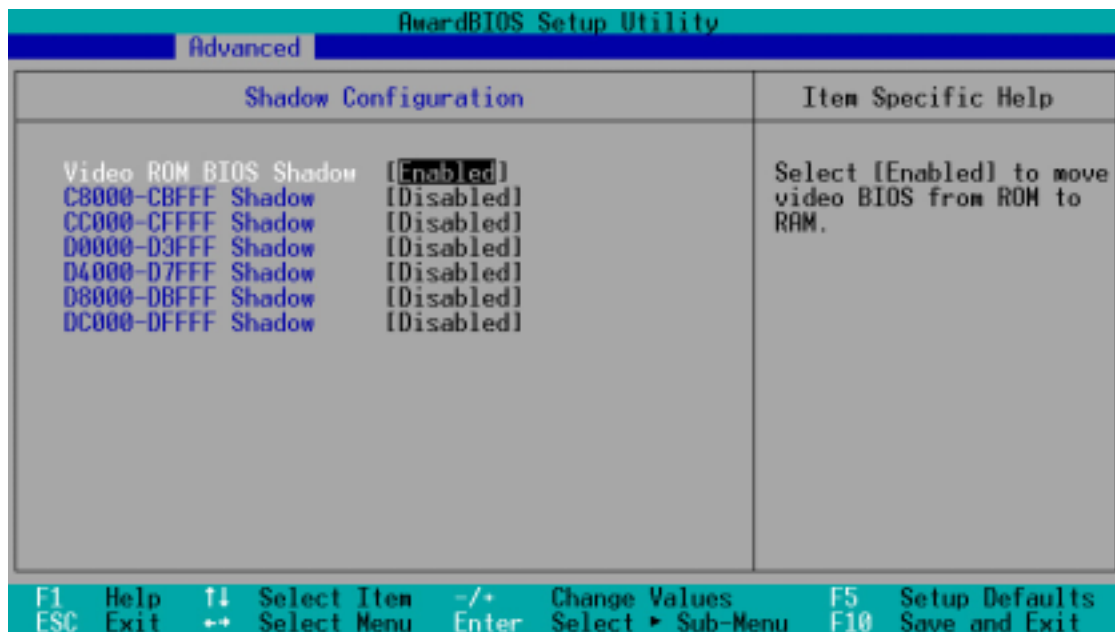 AwardBIOS Setup Utility
Advanced
Shadow Configuration
Item Specific Help
Video ROM BIOS Shadow [Enabled]
C8000-CBFFF Shadow [Disabled]
CC000-CFFFF Shadow [Disabled]
D0000-D3FFF Shadow [Disabled]
D4000-D7FFF Shadow [Disabled]
D8000-DBFFF Shadow [Disabled]
DC000-DFFFF Shadow [Disabled]
Select [Enabled] to move
video BIOS from ROM to
RAM.
F1 Help ↑↓ Select Item -/+ Change Values F5 Setup Defaults
ESC Exit ←→ Select Menu Enter Select ► Sub-Menu F10 Save and Exit